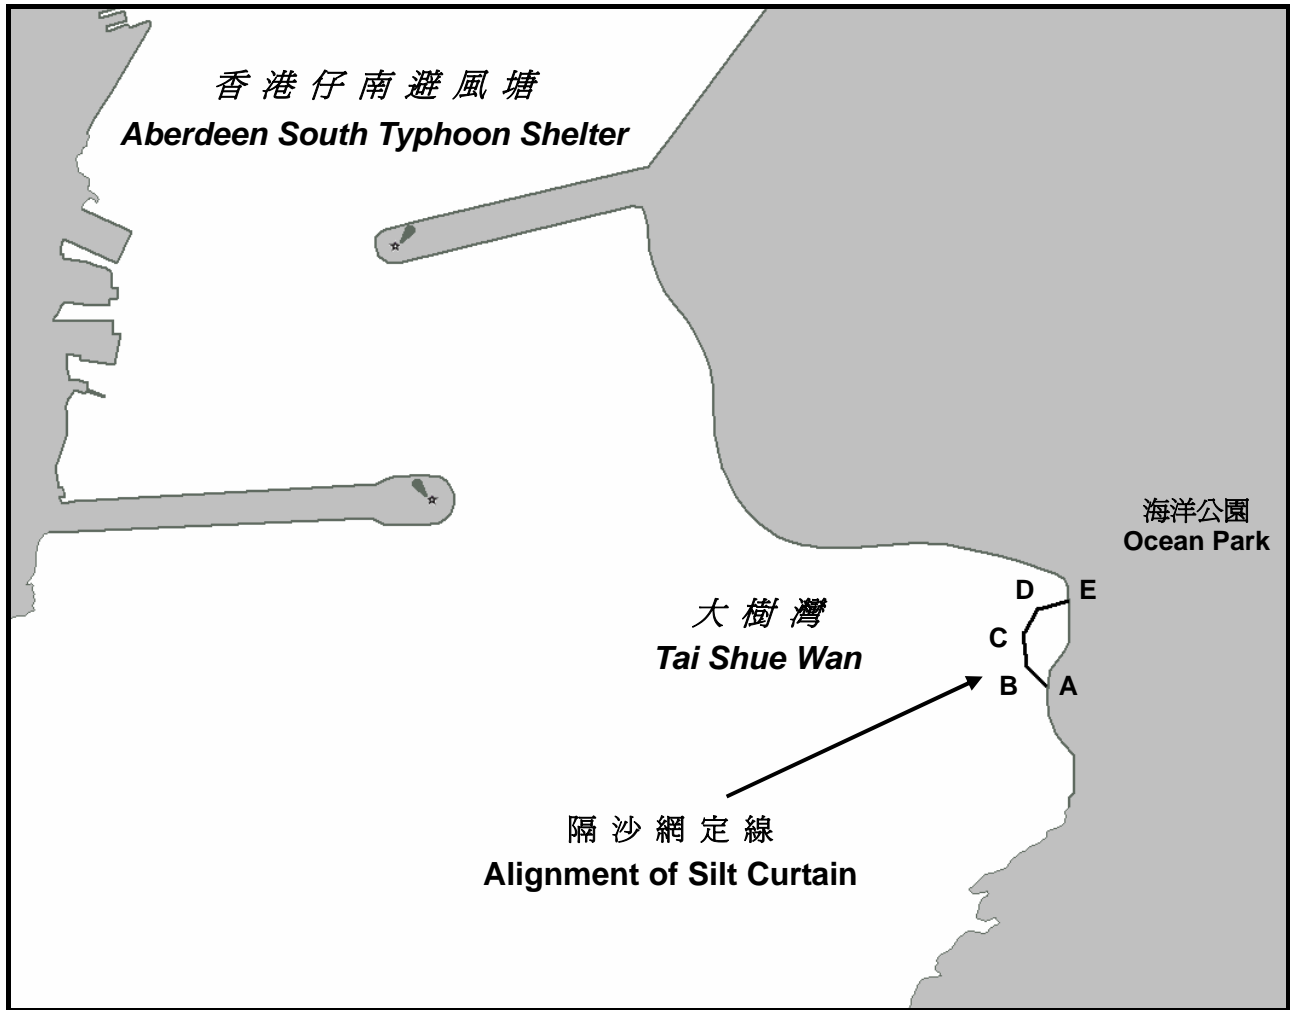 香港仔南避風塘
Aberdeen South Typhoon Shelter
海洋公園
Ocean Park
D
E
大樹灣
C
Tai Shue Wan
B
A
隔沙網定線
Alignment of Silt Curtain